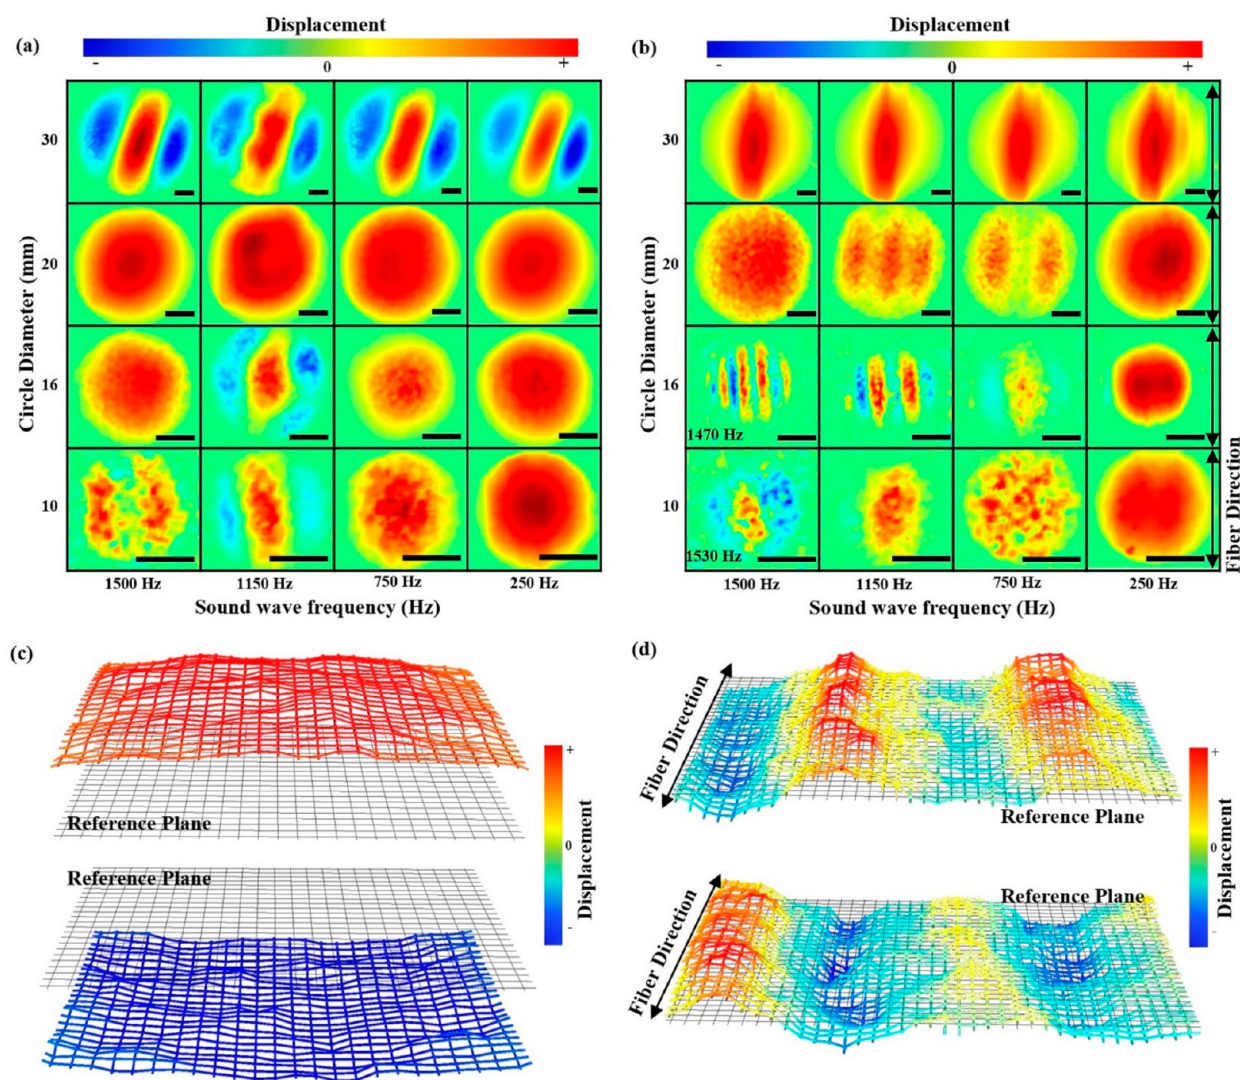 Displacement
(a)
- 0 +
Displacement
(b)
- 0 +
Circle Diameter (mm)
30
20
16
10
1500 Hz 1150 Hz 750 Hz 250 Hz
Sound wave frequency (Hz)
Circle Diameter (mm)
30
20
16
10
1470 Hz
1530 Hz
1500 Hz 1150 Hz 750 Hz 250 Hz
Sound wave frequency (Hz)
Fiber Direction
(c)
Reference Plane
Reference Plane
+
0
-
Displacement
(d)
Fiber Direction
Reference Plane
Fiber Direction
Reference Plane
+
0
-
Displacement